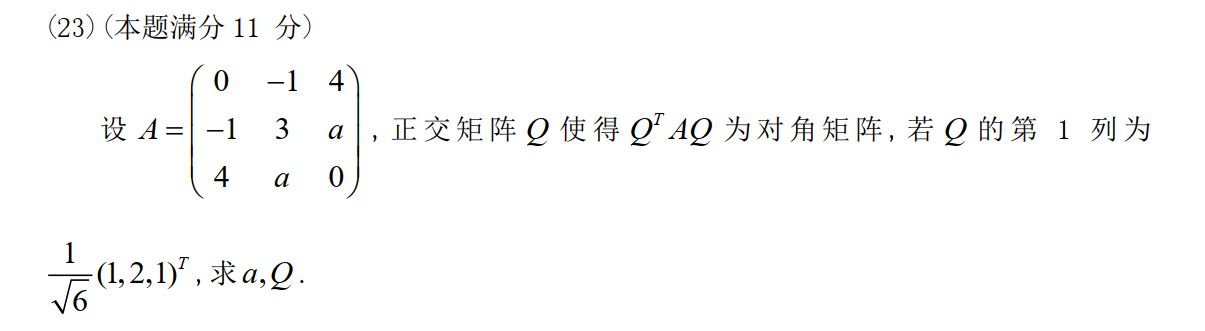 (23)(本题满分 11 分)
设 A = \begin{pmatrix} 0 & -1 & 4 \\ -1 & 3 & a \\ 4 & a & 0 \end{pmatrix}, 正交矩阵 Q 使得 Q^T AQ 为对角矩阵, 若 Q 的第 1 列为
\frac{1}{\sqrt{6}}(1,2,1)^T, 求 a,Q.